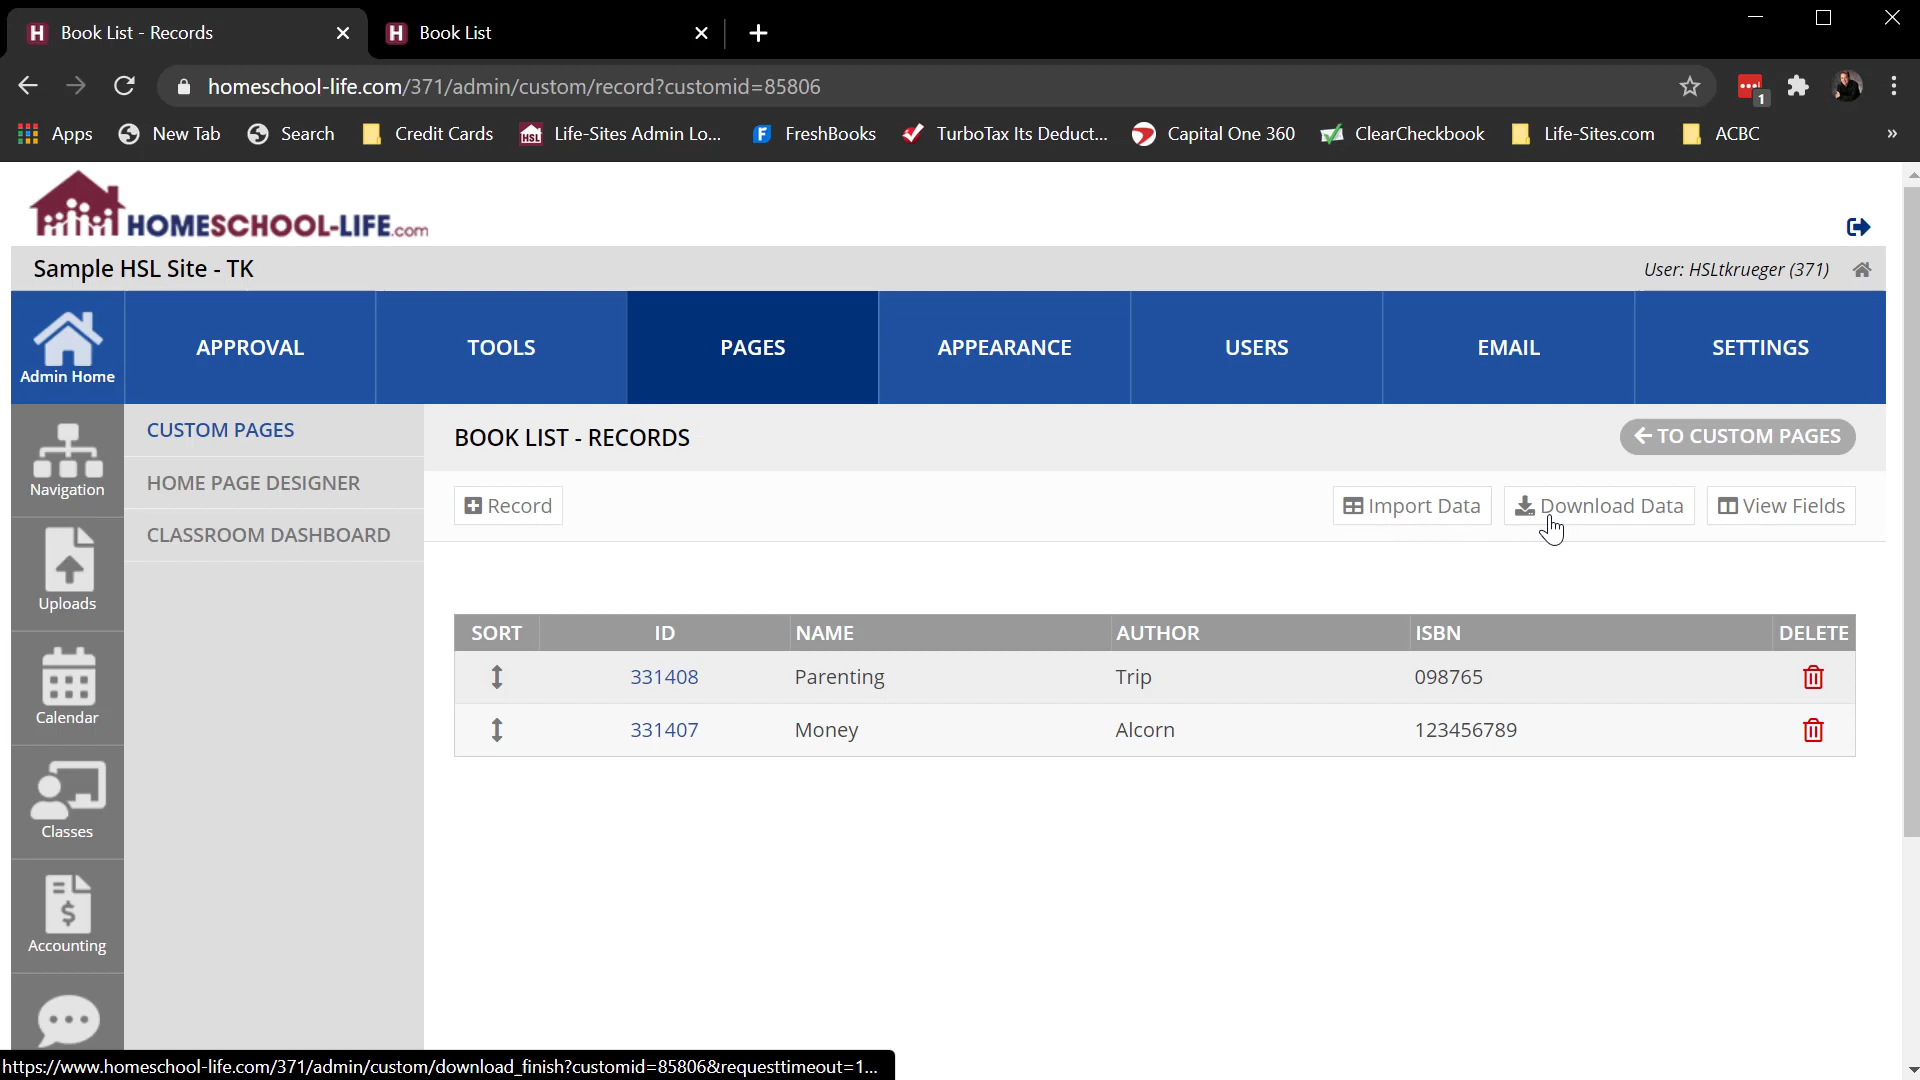 Book List - Records
Book List
homeschool-life.com/371/admin/custom/record?customid=85806
1
Apps
New Tab
Search
Credit Cards
HSL
Life-Sites Admin Lo...
FreshBooks
TurboTax Its Deduct...
Capital One 360
ClearCheckbook
Life-Sites.com
ACBC
»
HOMESCHOOL-LIFE.com
Sample HSL Site - TK
User: HSLtkrueger (371)
Admin Home
APPROVAL
TOOLS
PAGES
APPEARANCE
USERS
EMAIL
SETTINGS
Navigation
Uploads
Calendar
Classes
Accounting
CUSTOM PAGES
HOME PAGE DESIGNER
CLASSROOM DASHBOARD
BOOK LIST - RECORDS
TO CUSTOM PAGES
Record
Import Data
Download Data
View Fields
SORT ID NAME AUTHOR ISBN DELETE
331408 Parenting Trip 098765
331407 Money Alcorn 123456789
https://www.homeschool-life.com/371/admin/custom/download_finish?customid=85806&requesttimeout=1...